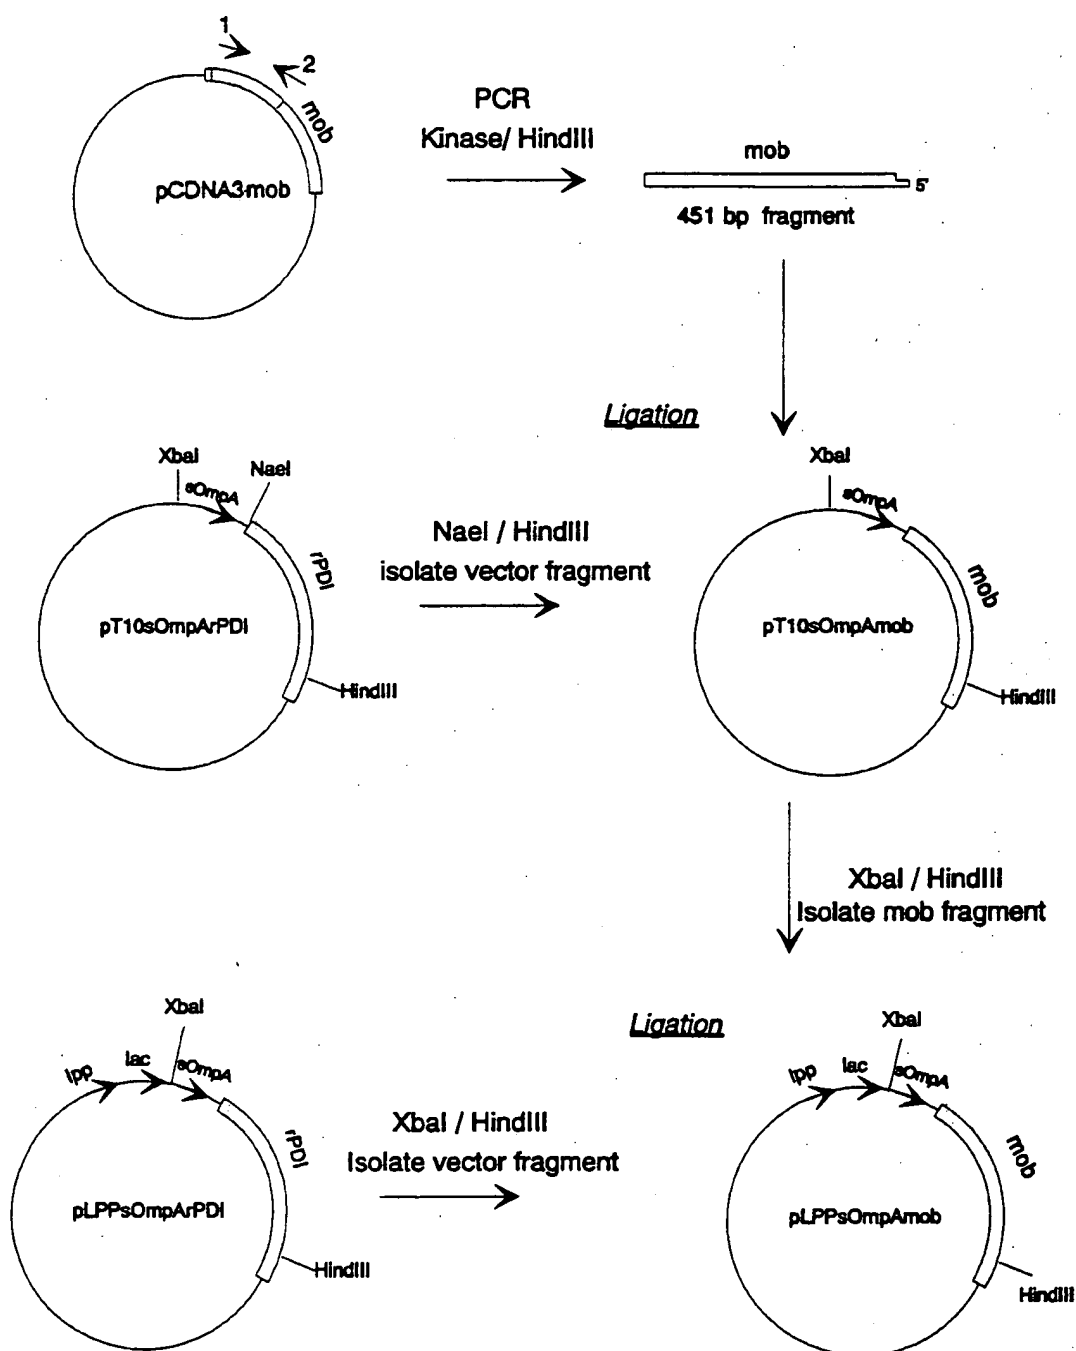 1
2
mob
pCDNA3-mob
PCR
Kinase/ HindIII
mob
5'
451 bp fragment
Ligation
XbaI
sOmpA
NaeI
rPDI
pT10sOmpArPDI
HindIII
NaeI / HindIII
isolate vector fragment
XbaI
sOmpA
mob
pT10sOmpAmob
HindIII
XbaI / HindIII
Isolate mob fragment
Ligation
XbaI
lpp
lac
sOmpA
rPDI
pLPPsOmpArPDI
HindIII
XbaI / HindIII
Isolate vector fragment
XbaI
lpp
lac
sOmpA
mob
pLPPsOmpAmob
HindIII